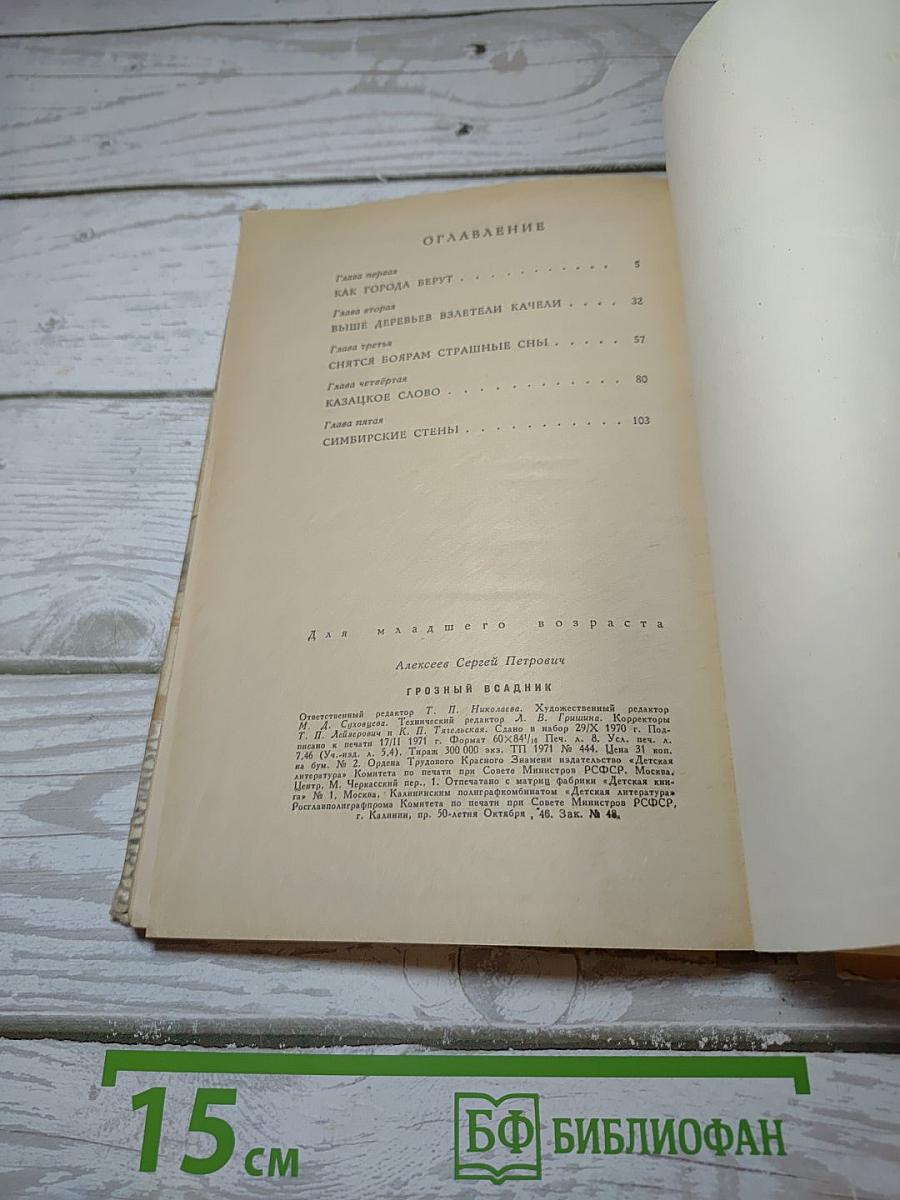 ОГЛАВЛЕНИЕ
Глава первая
КАК ГОРОДА БЕРУТ . . . . . . . . . . . 5
Глава вторая
ВЫШЕ ДЕРЕВЬЕВ ВЗЛЕТЕЛИ КАЧЕЛИ . . . . 32
Глава третья
СНЯТСЯ БОЯРАМ СТРАШНЫЕ СНЫ . . . . . 57
Глава четвёртая
КАЗАЦКОЕ СЛОВО . . . . . . . . . . . . 80
Глава пятая
СИМБИРСКИЕ СТЕНЫ . . . . . . . . . . . 103
Для младшего возраста
Алексеев Сергей Петрович
ГРОЗНЫЙ ВСАДНИК
Ответственный редактор Т. П. Николаева. Художественный редактор
М. Д. Суховцева. Технический редактор Л. В. Гришина. Корректоры
Т. П. Лейзерович и К. П. Тягельская. Сдано в набор 29/X 1970 г. Под-
писано к печати 17/II 1971 г. Формат 60×84¹/₁₆ Печ. л. 8. Усл. печ. л.
7,46 (Уч.-изд. л. 5,4). Тираж 300 000 экз. ТП 1971 № 444. Цена 31 коп.
на бум. № 2. Ордена Трудового Красного Знамени издательство «Детская
литература» Комитета по печати при Совете Министров РСФСР. Москва,
Центр, М. Черкасский пер., 1. Отпечатано с матриц фабрики «Детская кни-
га» № 1, Москва, Калининским полиграфкомбинатом «Детская литература»
Росглавполиграфпрома Комитета по печати при Совете Министров РСФСР,
г. Калинин, пр. 50-летия Октября, 46. Зак. № 48.
15 см
БФ БИБЛИОФАН